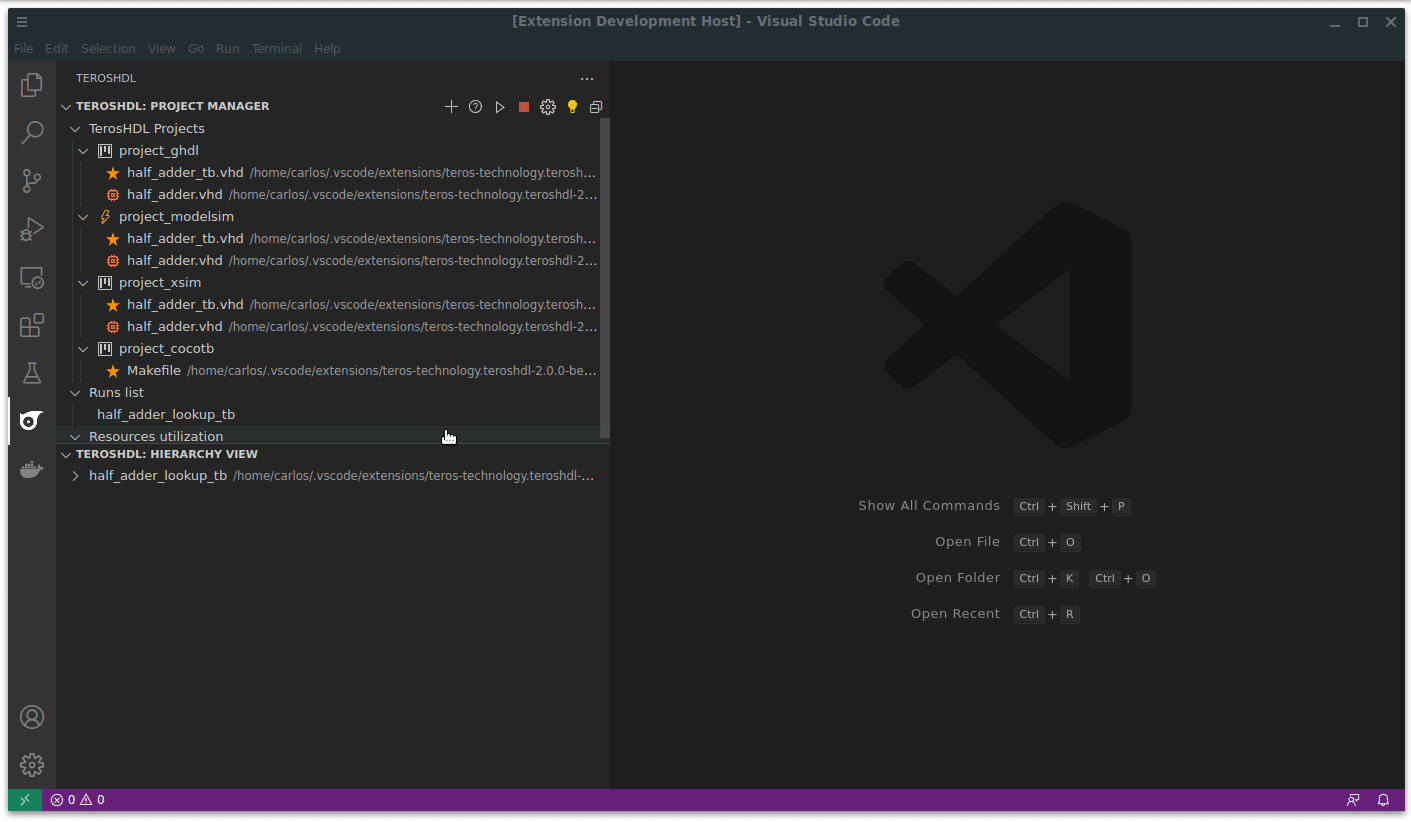 [Extension Development Host] - Visual Studio Code
File Edit Selection View Go Run Terminal Help
TEROSHDL
TEROSHDL: PROJECT MANAGER
TerosHDL Projects
project_ghdl
half_adder_tb.vhd /home/carlos/.vscode/extensions/teros-technology.terosh...
half_adder.vhd /home/carlos/.vscode/extensions/teros-technology.teroshdl-2...
project_modelsim
half_adder_tb.vhd /home/carlos/.vscode/extensions/teros-technology.terosh...
half_adder.vhd /home/carlos/.vscode/extensions/teros-technology.teroshdl-2...
project_xsim
half_adder_tb.vhd /home/carlos/.vscode/extensions/teros-technology.terosh...
half_adder.vhd /home/carlos/.vscode/extensions/teros-technology.teroshdl-2...
project_cocotb
Makefile /home/carlos/.vscode/extensions/teros-technology.teroshdl-2.0.0-be...
Runs list
half_adder_lookup_tb
Resources utilization
TEROSHDL: HIERARCHY VIEW
half_adder_lookup_tb /home/carlos/.vscode/extensions/teros-technology.teroshdl-...
Show All Commands Ctrl + Shift + P
Open File Ctrl + O
Open Folder Ctrl + K Ctrl + O
Open Recent Ctrl + R
0 0